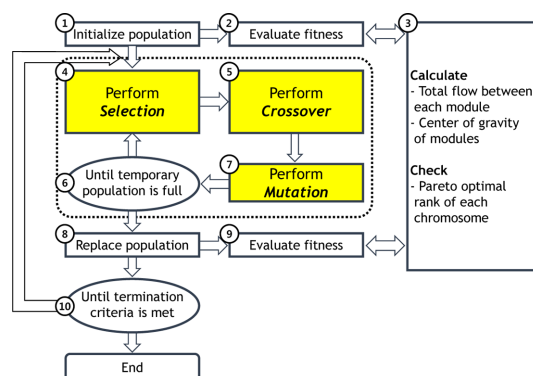 1
Initialize population
2
Evaluate fitness
3
Calculate
- Total flow between
each module
- Center of gravity
of modules
Check
- Pareto optimal
rank of each
chromosome
4
Perform
Selection
5
Perform
Crossover
6
Until temporary
population is full
7
Perform
Mutation
8
Replace population
9
Evaluate fitness
10
Until termination
criteria is met
End